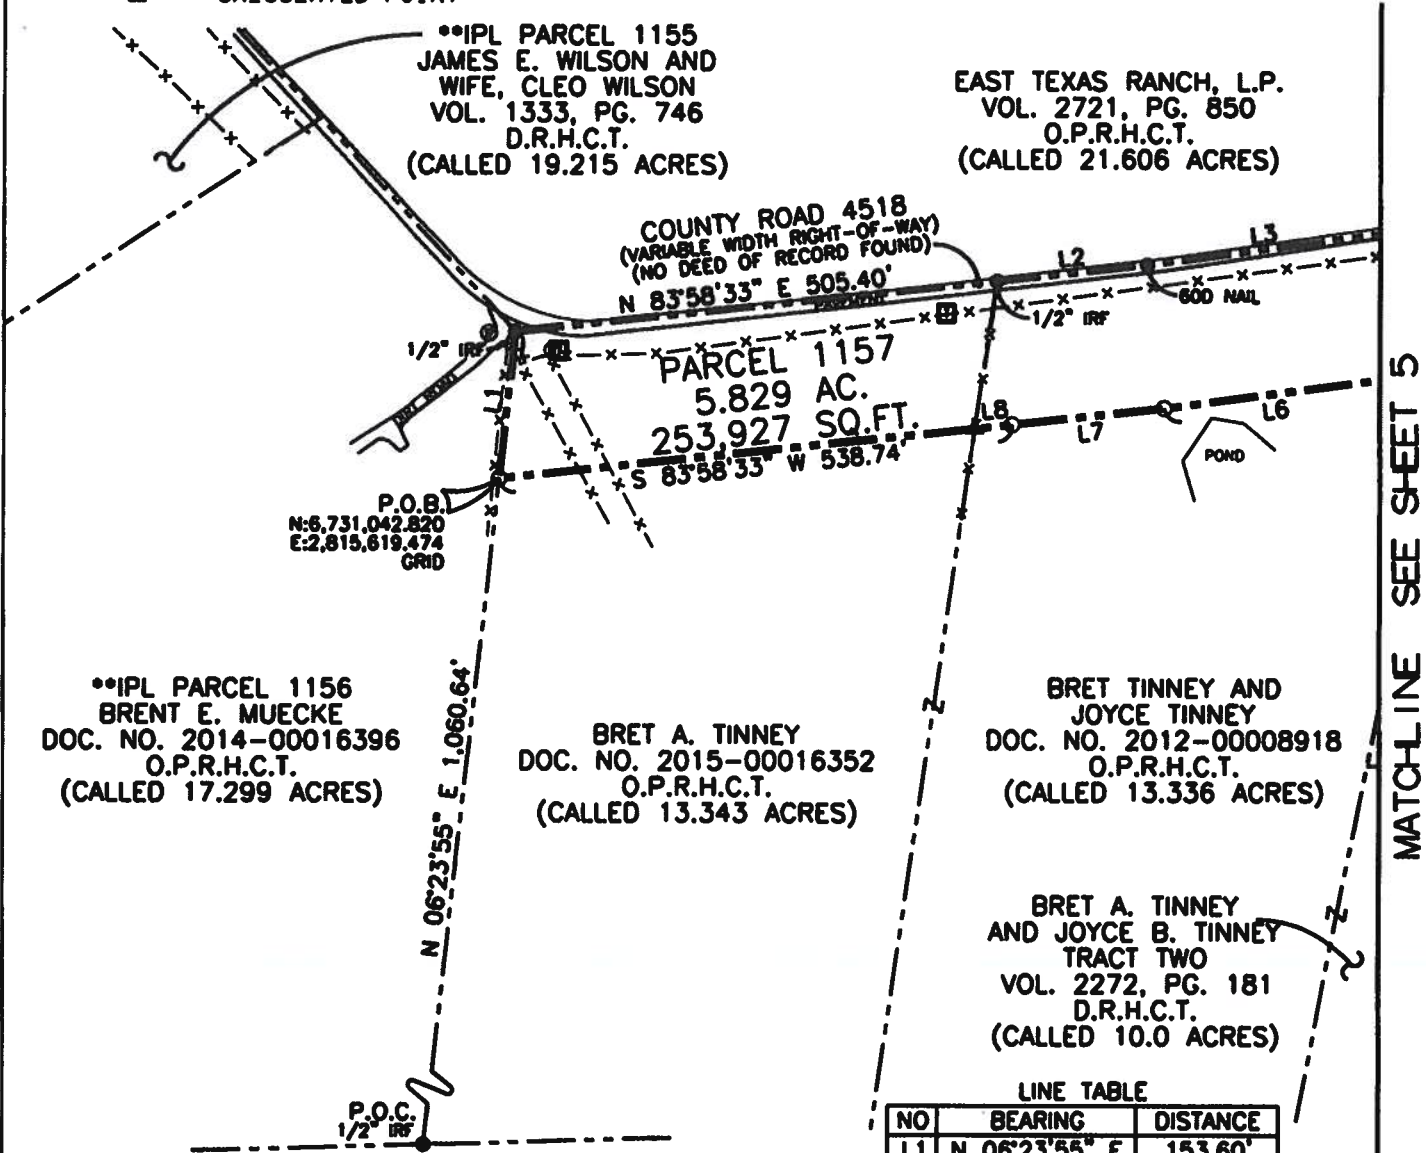 **IPL PARCEL 1155
JAMES E. WILSON AND
WIFE, CLEO WILSON
VOL. 1333, PG. 746
D.R.H.C.T.
(CALLED 19.215 ACRES)
EAST TEXAS RANCH, L.P.
VOL. 2721, PG. 850
O.P.R.H.C.T.
(CALLED 21.606 ACRES)
COUNTY ROAD 4518
(VARIABLE WIDTH RIGHT-OF-WAY)
(NO DEED OF RECORD FOUND)
N 83°58'33" E 505.40'
PAVEMENT
L2
L3
60D NAIL
1/2" IRF
1/2" IRF
L1
PARCEL 1157
5.829 AC.
253,927 SQ.FT.
S 83°58'33" W 538.74'
L8
L7
L6
POND
P.O.B.
N:6,731,042.820
E:2,815,619.474
GRID
MATCHLINE SEE SHEET 5
**IPL PARCEL 1156
BRENT E. MUECKE
DOC. NO. 2014-00016396
O.P.R.H.C.T.
(CALLED 17.299 ACRES)
N 06°23'55" E 1,060.64'
BRET A. TINNEY
DOC. NO. 2015-00016352
O.P.R.H.C.T.
(CALLED 13.343 ACRES)
BRET TINNEY AND
JOYCE TINNEY
DOC. NO. 2012-00008918
O.P.R.H.C.T.
(CALLED 13.336 ACRES)
BRET A. TINNEY
AND JOYCE B. TINNEY
TRACT TWO
VOL. 2272, PG. 181
D.R.H.C.T.
(CALLED 10.0 ACRES)
P.O.C.
1/2" IRF
LINE TABLE
NO BEARING DISTANCE
L1 N 06°23'55" E 153.60'